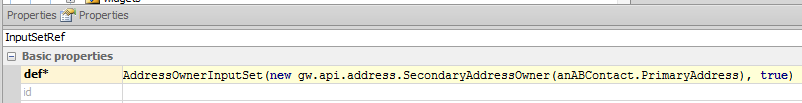 Properties Properties
InputSetRef
Basic properties
def* AddressOwnerInputSet(new gw.api.address.SecondaryAddressOwner(anABContact.PrimaryAddress), true)
id